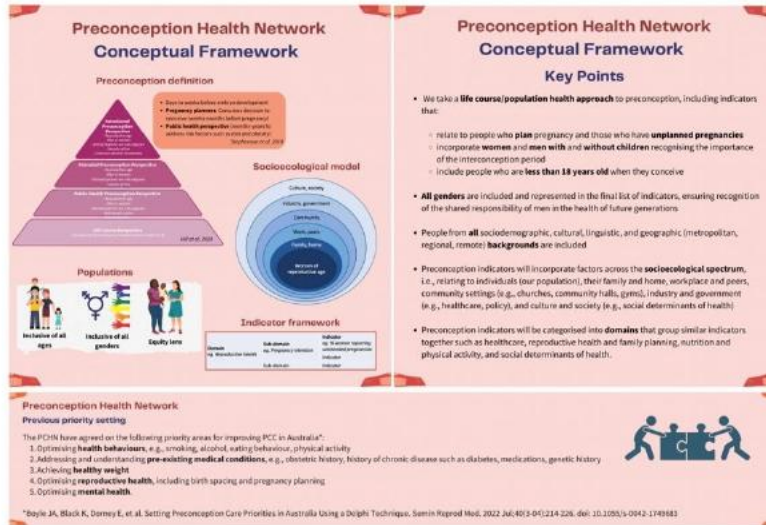 Preconception Health Network
Conceptual Framework
Preconception definition
Socioecological model
Culture, society
Industry, government
Community
Work, peers
Family, home
reproductive age
Populations
Inclusive of all
ages
Inclusive of all
genders
Equity lens
Indicator framework
Domain
Sub-domain
Indicator
Indicator
Sub-domain
Indicator
Preconception Health Network
Conceptual Framework
Key Points
• We take a life course/population health approach to preconception, including indicators
that:
○ relate to people who plan pregnancy and those who have unplanned pregnancies
○ incorporate women and men with and without children recognising the importance
of the interconception period
○ include people who are less than 18 years old when they conceive
• All genders are included and represented in the final list of indicators, ensuring recognition
of the shared responsibility of men in the health of future generations
• People from all sociodemographic, cultural, linguistic, and geographic (metropolitan,
regional, remote) backgrounds are included
• Preconception indicators will incorporate factors across the socioecological spectrum,
i.e., relating to individuals (our population), their family and home, workplace and peers,
community settings (e.g., churches, community halls, gyms), industry and government
(e.g., healthcare, policy), and culture and society (e.g., social determinants of health)
• Preconception indicators will be categorised into domains that group similar indicators
together such as healthcare, reproductive health and family planning, nutrition and
physical activity, and social determinants of health.
Preconception Health Network
Previous priority setting
The PCHN have agreed on the following priority areas for improving PCC in Australia*:
1. Optimising health behaviours, e.g., smoking, alcohol, eating behaviour, physical activity
2. Addressing and understanding pre-existing medical conditions, e.g., obstetric history, history of chronic disease such as diabetes, medications, genetic history
3. Achieving healthy weight
4. Optimising reproductive health, including birth spacing and pregnancy planning
5. Optimising mental health.
*Boyle JA, Black K, Dorney E, et al. Setting Preconception Care Priorities in Australia Using a Delphi Technique. Semin Reprod Med. 2022 Jul;40(3-04):214-226. doi: 10.1055/s-0042-1749683